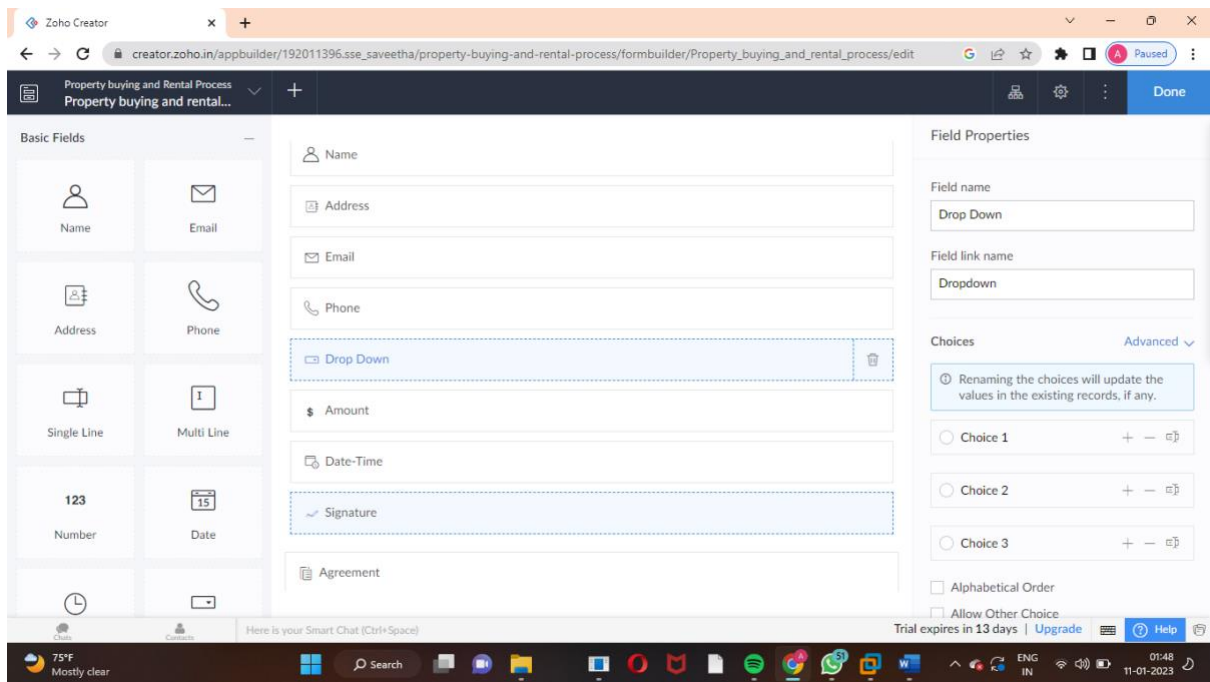 Zoho Creator
creator.zoho.in/appbuilder/192011396.sse_saveetha/property-buying-and-rental-process/formbuilder/Property_buying_and_rental_process/edit
G
A Paused
Property buying and Rental Process
Property buying and rental...
Done
Basic Fields
Name
Email
Address
Phone
Single Line
Multi Line
123
Number
15
Date
Name
Address
Email
Phone
Drop Down
$ Amount
Date-Time
Signature
Agreement
Field Properties
Field name
Drop Down
Field link name
Dropdown
Choices Advanced
Renaming the choices will update the
values in the existing records, if any.
Choice 1
Choice 2
Choice 3
Alphabetical Order
Allow Other Choice
Chats
Contacts
Here is your Smart Chat (Ctrl+Space)
Trial expires in 13 days | Upgrade
? Help
75°F
Mostly clear
Search
51
ENG
IN
01:48
11-01-2023